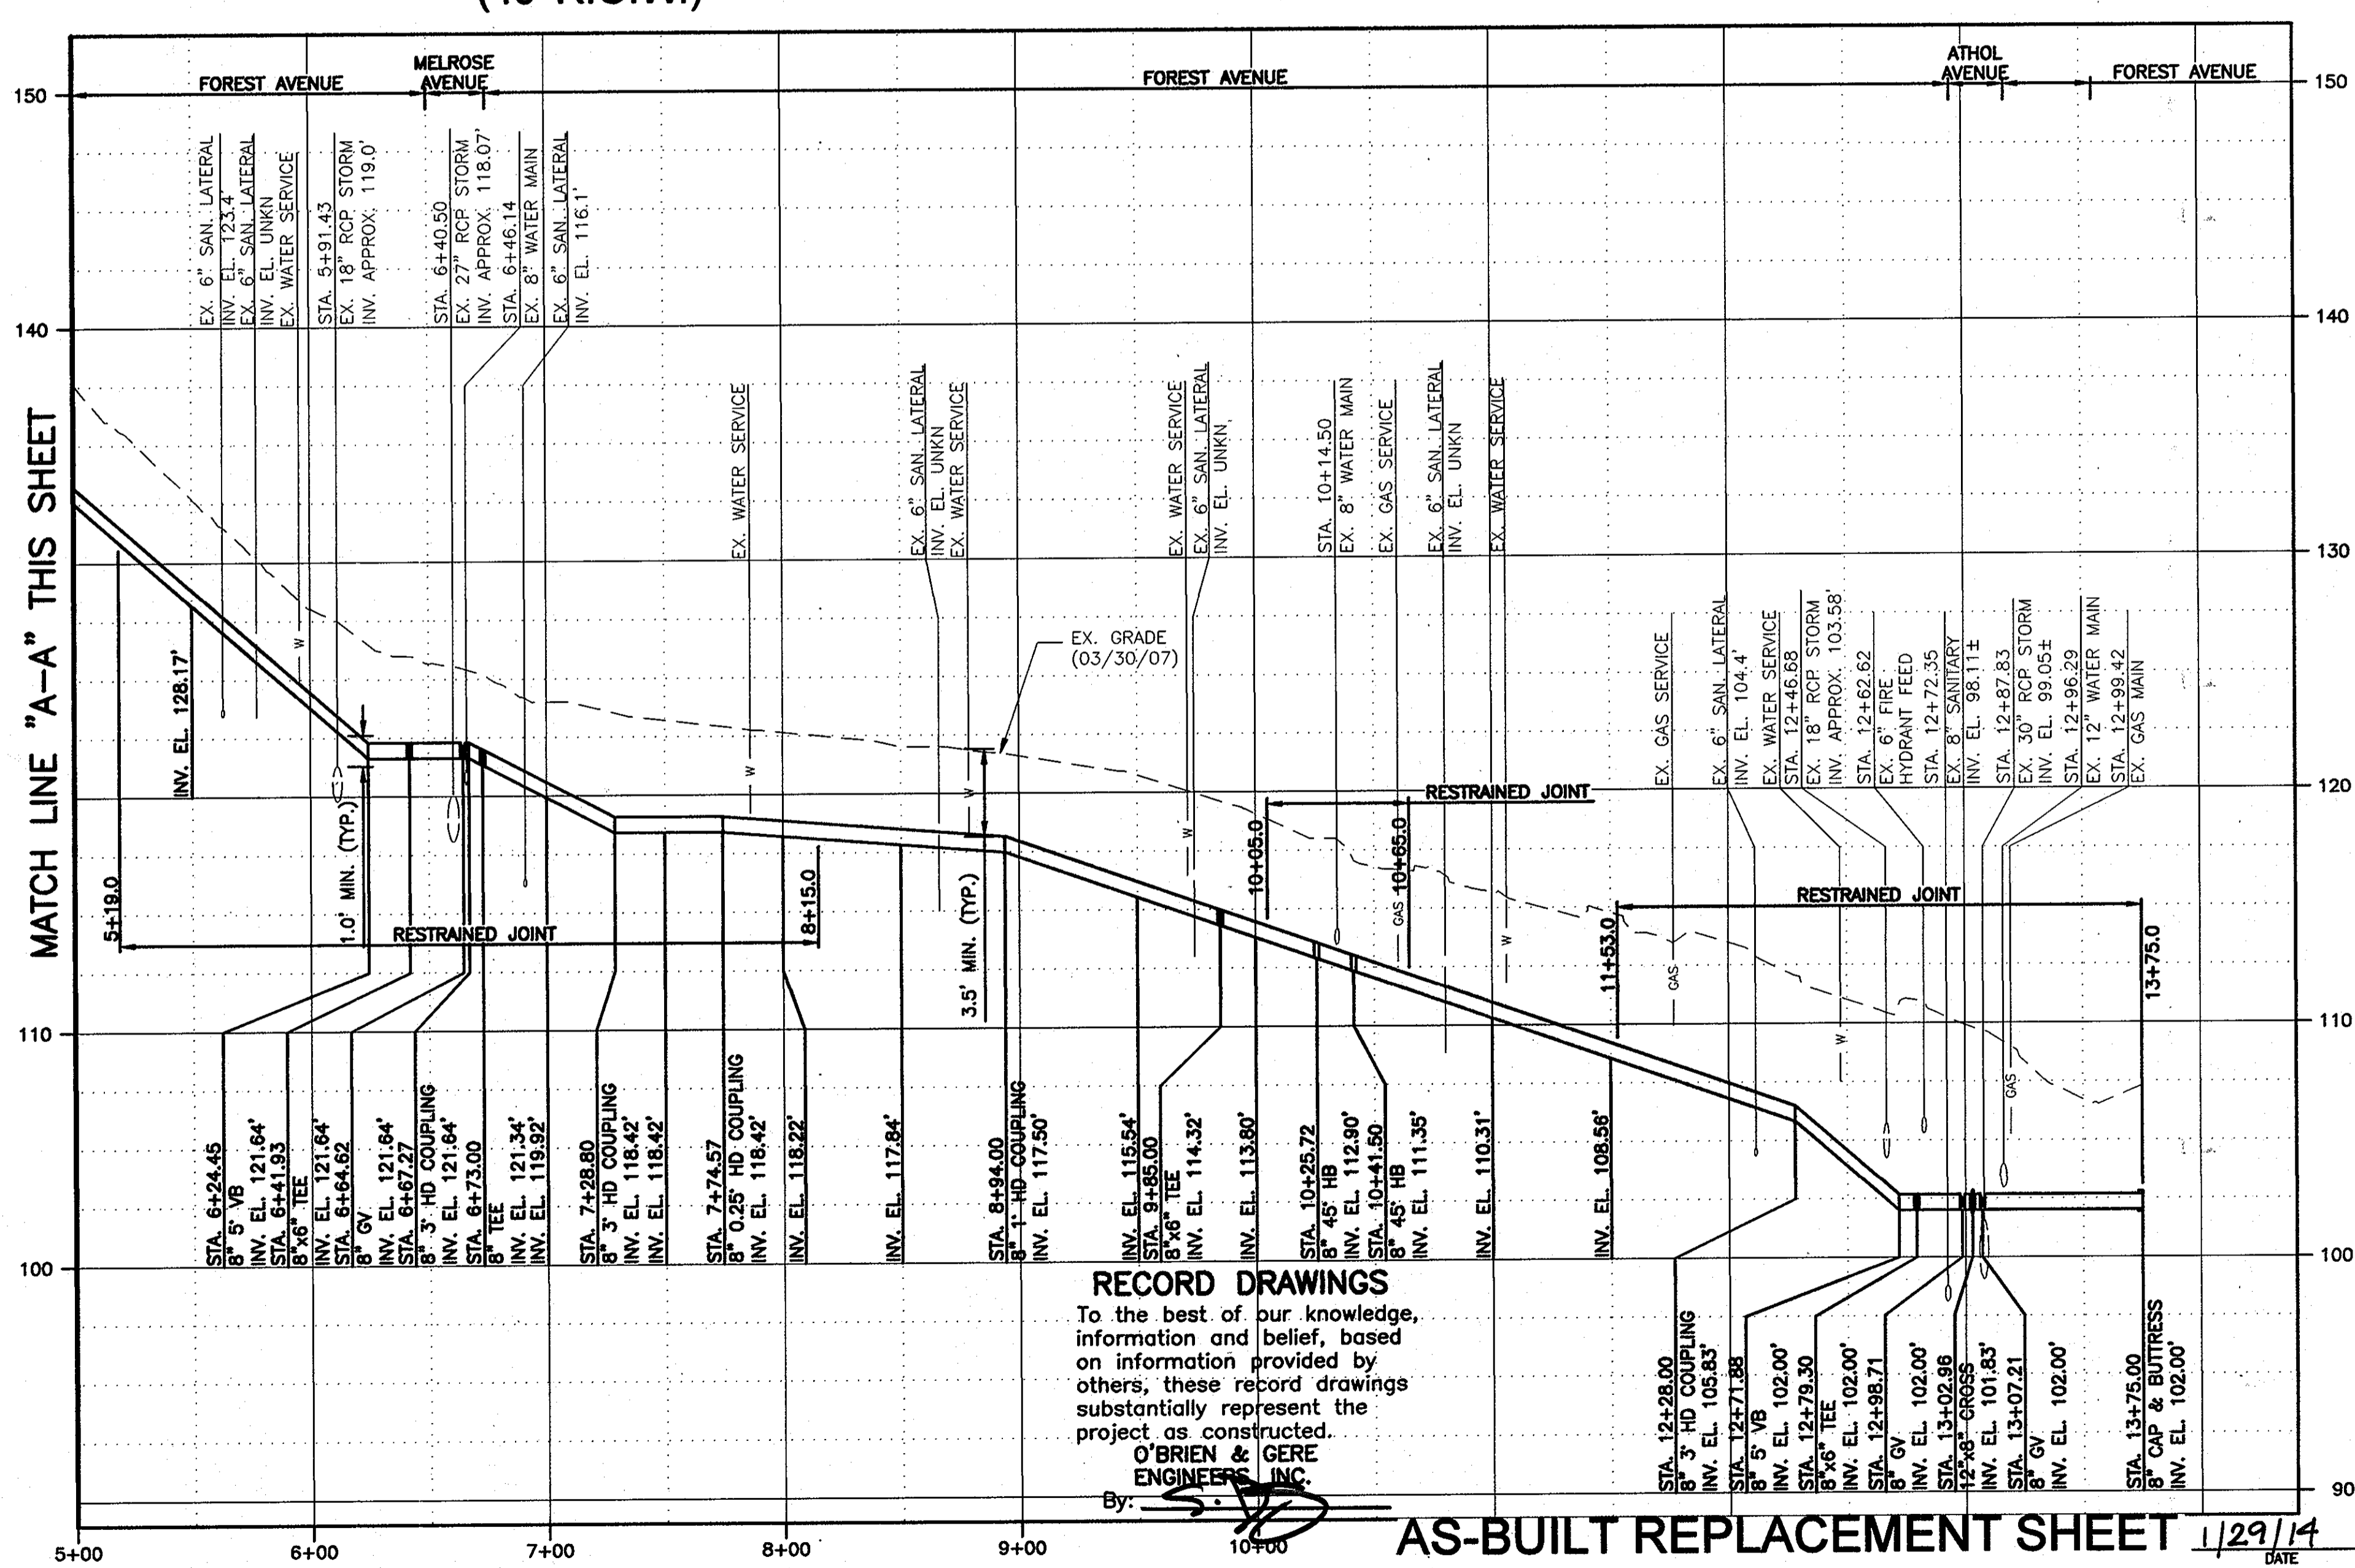 FOREST AVENUE
MELROSE
AVENUE
FOREST AVENUE
ATHOL
AVENUE
FOREST AVENUE
150
150
140
140
130
120
110
110
100
100
90
MATCH LINE "A-A" THIS SHEET
EX. 6" SAN. LATERAL
INV. EL. 123.4'
EX. 6" SAN. LATERAL
INV. EL. UNKN
EX. WATER SERVICE
STA. 5+91.43
EX. 18" RCP STORM
INV. APPROX. 119.0'
STA. 6+40.50
EX. 27" RCP STORM
INV. APPROX. 118.07'
STA. 6+46.14
EX. 8" WATER MAIN
EX. 6" SAN. LATERAL
INV. EL. 116.1'
EX. WATER SERVICE
EX. 6" SAN. LATERAL
INV. EL. UNKN
EX. WATER SERVICE
EX. WATER SERVICE
EX. 6" SAN. LATERAL
INV. EL. UNKN
STA. 10+14.50
EX. 8" WATER MAIN
EX. GAS SERVICE
EX. 6" SAN. LATERAL
INV. EL. UNKN
EX. WATER SERVICE
EX. GRADE
(03/30/07)
EX. GAS SERVICE
EX. 6" SAN. LATERAL
INV. EL. 104.4'
EX. WATER SERVICE
STA. 12+46.68
EX. 18" RCP STORM
INV. APPROX. 103.58'
STA. 12+62.62
EX. 6" FIRE
HYDRANT FEED
STA. 12+72.35
EX. 8" SANITARY
INV. EL. 98.11±
STA. 12+87.83
EX. 30" RCP STORM
INV. EL. 99.05±
STA. 12+96.29
EX. 12" WATER MAIN
STA. 12+99.42
EX. GAS MAIN
W
W
W
W
GAS
W
GAS
W
GAS
5+19.0
INV. EL. 128.17'
1.0' MIN. (TYP.)
RESTRAINED JOINT
8+15.0
3.5' MIN. (TYP.)
10+05.0
RESTRAINED JOINT
10+65.0
11+53.0
RESTRAINED JOINT
13+75.0
STA. 6+24.45
8" 5° VB
INV. EL. 121.64'
STA. 6+41.93
8"x6" TEE
INV. EL. 121.64'
STA. 6+64.62
8" GV
INV. EL. 121.64'
STA. 6+67.27
8" 3° HD COUPLING
INV. EL. 121.64'
STA. 6+73.00
8" TEE
INV. EL. 121.34'
INV. EL. 119.92'
STA. 7+28.80
8" 3° HD COUPLING
INV. EL. 118.42'
INV. EL. 118.42'
STA. 7+74.57
8" 0.25° HD COUPLING
INV. EL. 118.42'
INV. EL. 118.22'
INV. EL. 117.84'
STA. 8+94.00
8" 1° HD COUPLING
INV. EL. 117.50'
INV. EL. 115.54'
STA. 9+85.00
8"x6" TEE
INV. EL. 114.32'
INV. EL. 113.80'
STA. 10+25.72
8" 45° HB
INV. EL. 112.90'
STA. 10+41.50
8" 45° HB
INV. EL. 111.35'
INV. EL. 110.31'
INV. EL. 108.56'
STA. 12+28.00
8" 3° HD COUPLING
INV. EL. 105.83'
STA. 12+71.88
8" 5° VB
INV. EL. 102.00'
STA. 12+79.30
8"x6" TEE
INV. EL. 102.00'
STA. 12+98.71
8" GV
INV. EL. 102.00'
STA. 13+02.96
12"x8" CROSS
INV. EL. 101.83'
STA. 13+07.21
8" GV
INV. EL. 102.00'
STA. 13+75.00
8" CAP & BUTTRESS
INV. EL. 102.00'
RECORD DRAWINGS
To the best of our knowledge,
information and belief, based
on information provided by
others, these record drawings
substantially represent the
project as constructed.
O'BRIEN & GERE
ENGINEERS, INC.
By:
AS-BUILT REPLACEMENT SHEET 1/29/14
DATE
5+00
6+00
7+00
8+00
9+00
10+00